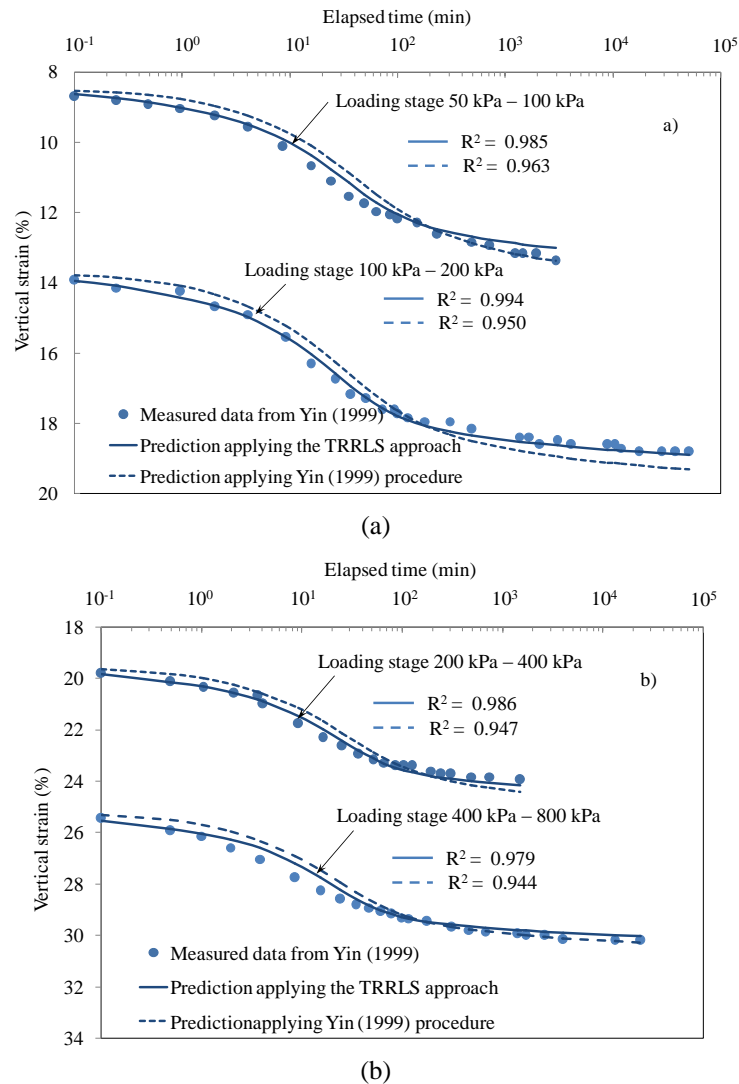 Elapsed time (min)
10-1 100 101 102 103 104 105
8
10
12
14
16
18
20
Vertical strain (%)
Loading stage 50 kPa – 100 kPa
a)
R2 = 0.985
R2 = 0.963
Loading stage 100 kPa – 200 kPa
R2 = 0.994
R2 = 0.950
Measured data from Yin (1999)
Prediction applying the TRRLS approach
Prediction applying Yin (1999) procedure
(a)
Elapsed time (min)
10-1 100 101 102 103 104 105
18
20
22
24
26
28
30
32
34
Vertical strain (%)
Loading stage 200 kPa – 400 kPa
b)
R2 = 0.986
R2 = 0.947
Loading stage 400 kPa – 800 kPa
R2 = 0.979
R2 = 0.944
Measured data from Yin (1999)
Prediction applying the TRRLS approach
Predictionapplying Yin (1999) procedure
(b)